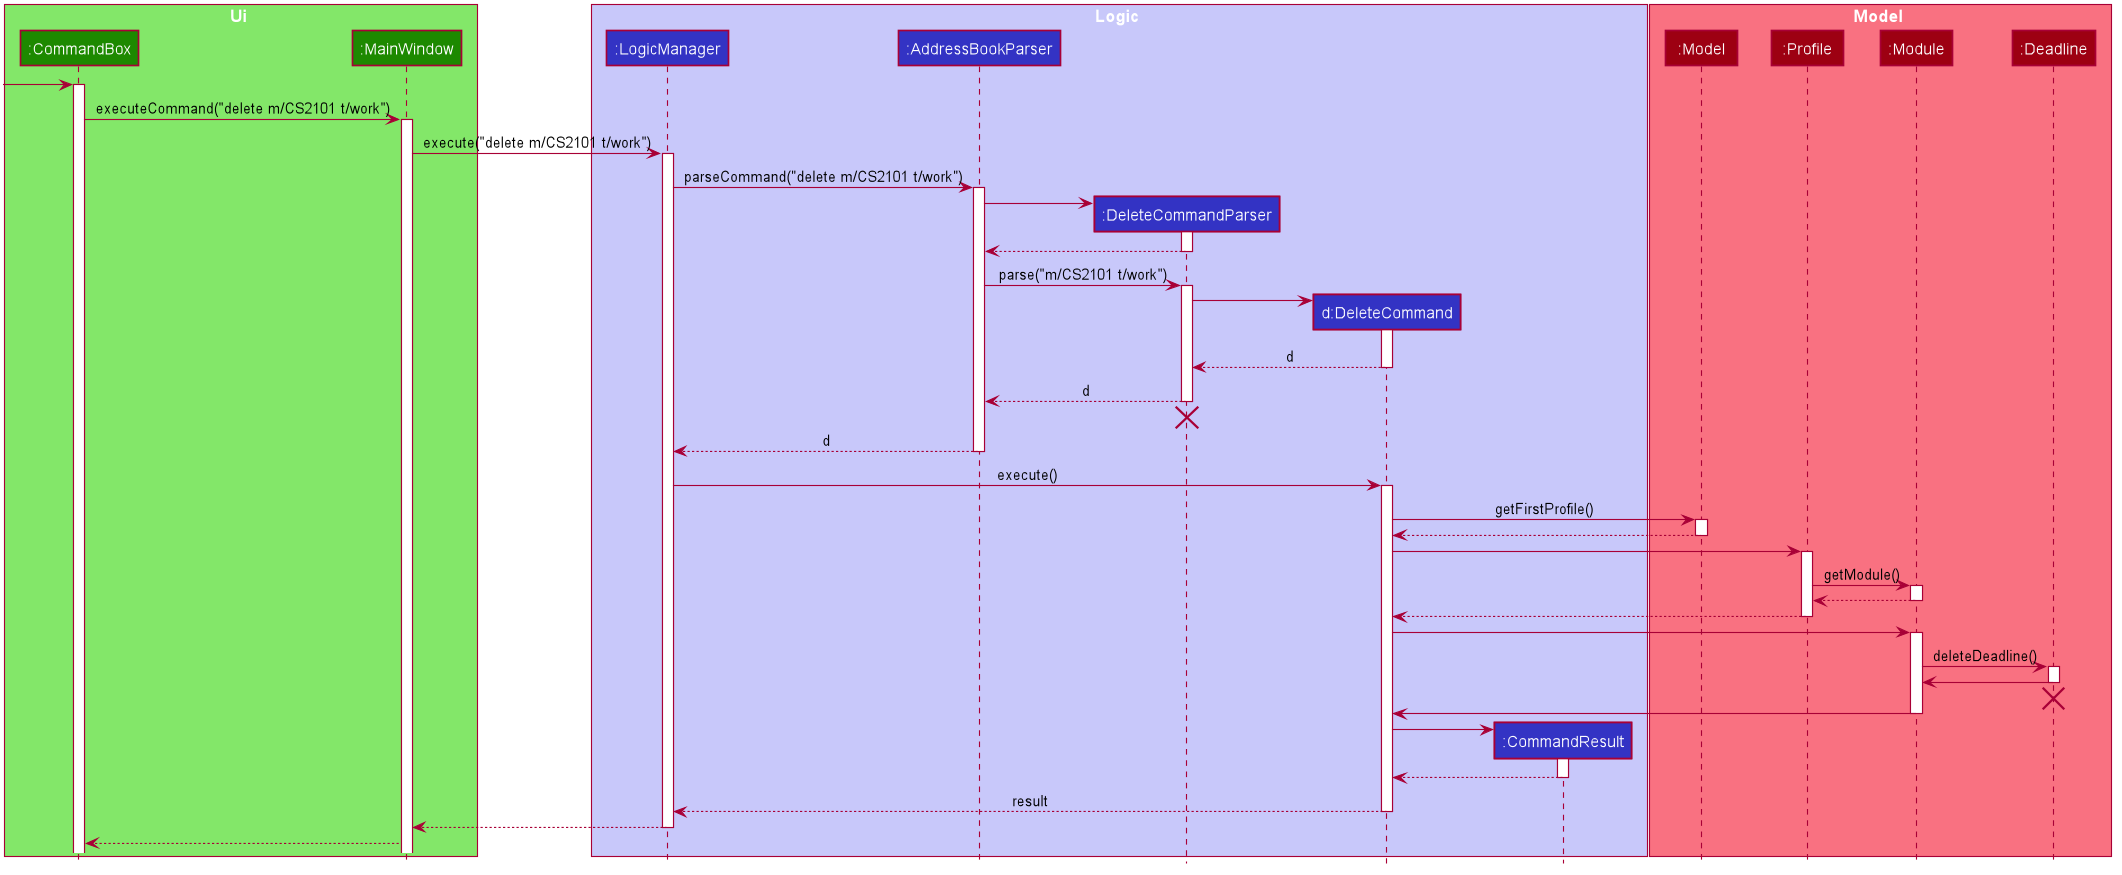 Ui
Logic
Model
:CommandBox
:MainWindow
:LogicManager
:AddressBookParser
:Model
:Profile
:Module
:Deadline
executeCommand("delete m/CS2101 t/work")
execute("delete m/CS2101 t/work")
parseCommand("delete m/CS2101 t/work")
:DeleteCommandParser
parse("m/CS2101 t/work")
d:DeleteCommand
d
d
d
execute()
getFirstProfile()
getModule()
deleteDeadline()
:CommandResult
result